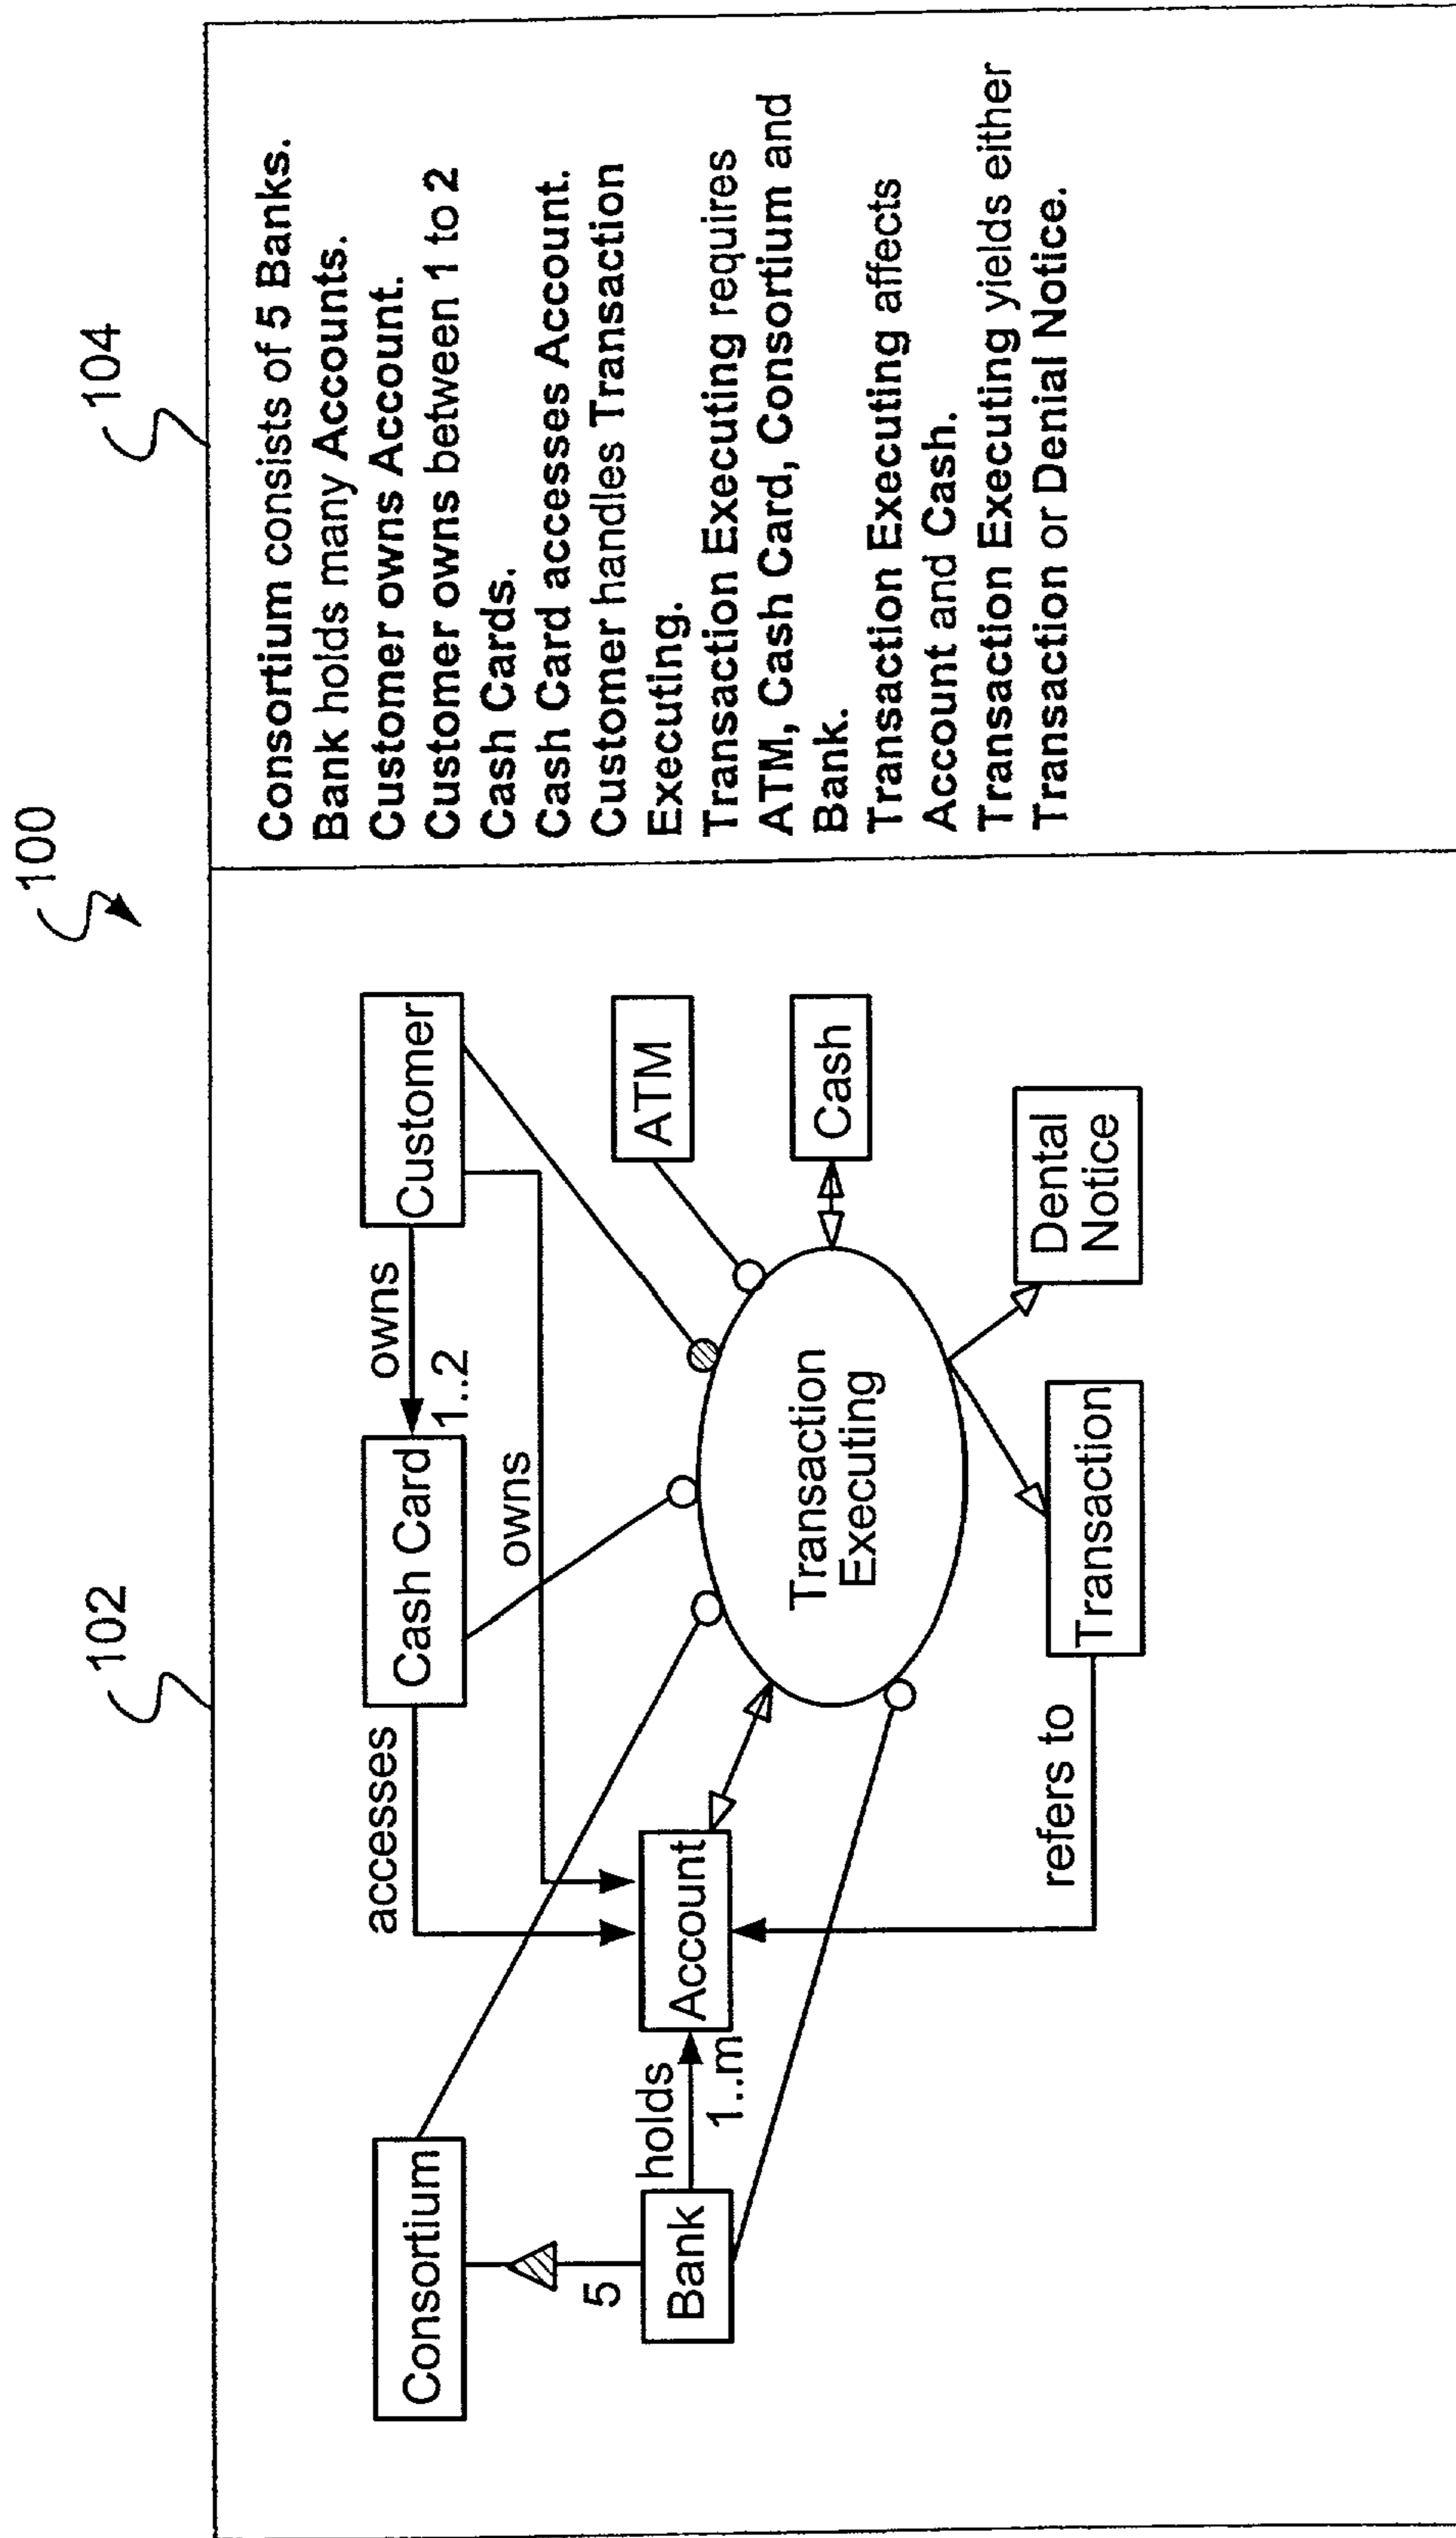 100
102
104
Consortium
5
Bank
holds
1..m
Account
accesses
Cash Card
owns
1..2
Customer
owns
ATM
Cash
Transaction
Executing
Dental
Notice
Transaction
refers to
Consortium consists of 5 Banks.
Bank holds many Accounts.
Customer owns Account.
Customer owns between 1 to 2
Cash Cards.
Cash Card accesses Account.
Customer handles Transaction
Executing.
Transaction Executing requires
ATM, Cash Card, Consortium and
Bank.
Transaction Executing affects
Account and Cash.
Transaction Executing yields either
Transaction or Denial Notice.